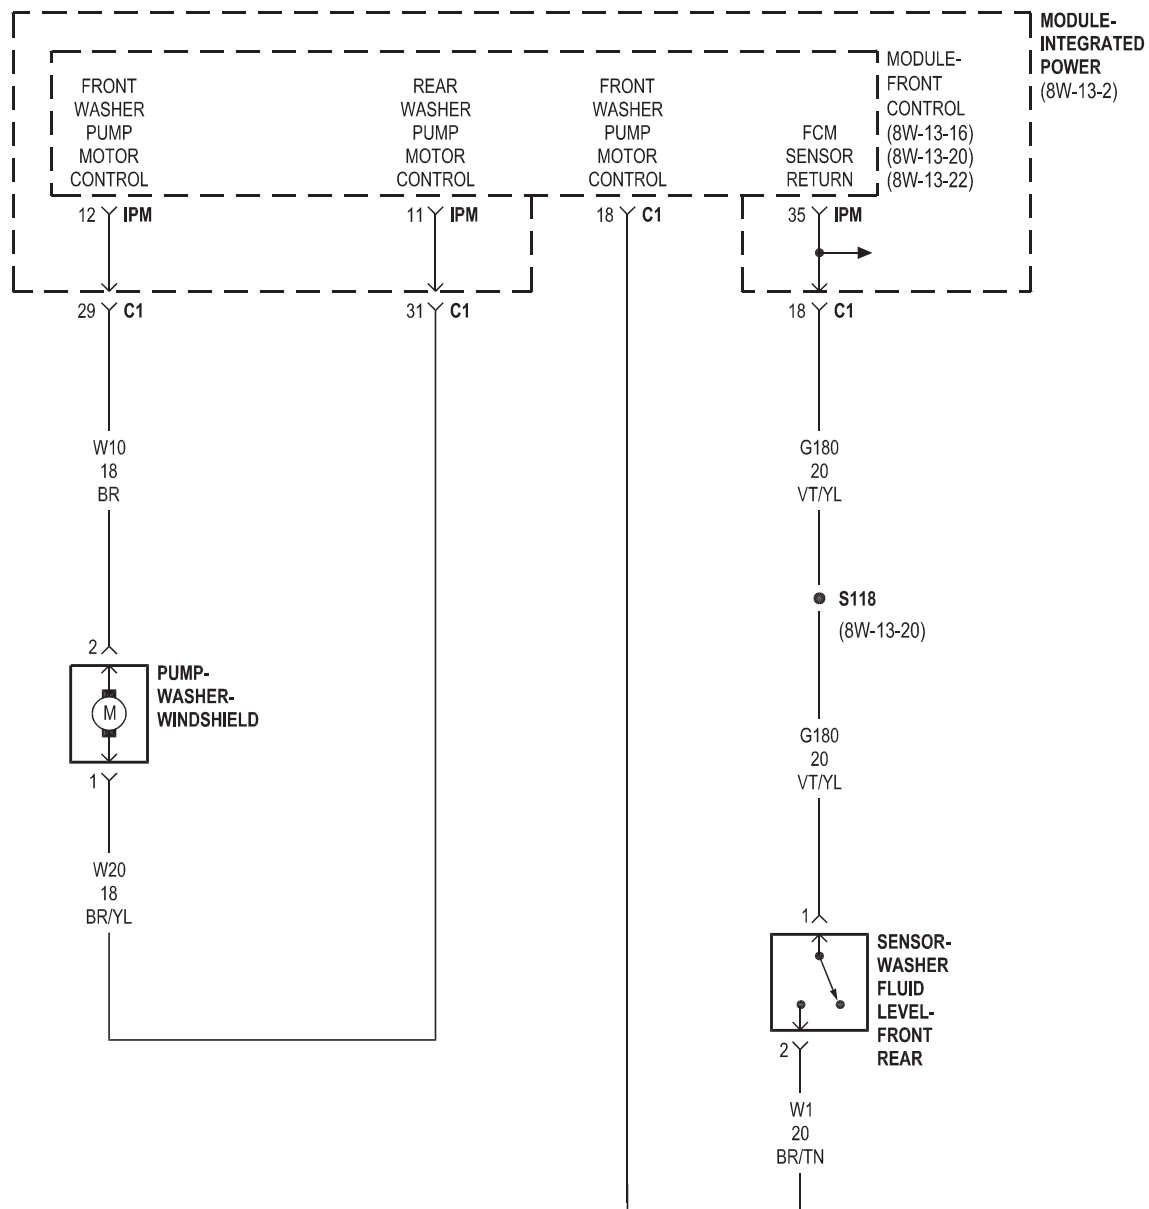 MODULE-
INTEGRATED
POWER
(8W-13-2)
MODULE-
FRONT
CONTROL
(8W-13-16)
(8W-13-20)
(8W-13-22)
FRONT
WASHER
PUMP
MOTOR
CONTROL
REAR
WASHER
PUMP
MOTOR
CONTROL
FRONT
WASHER
PUMP
MOTOR
CONTROL
FCM
SENSOR
RETURN
12 IPM
11 IPM
18 C1
35 IPM
29 C1
31 C1
18 C1
W10
18
BR
G180
20
VT/YL
S118
(8W-13-20)
2
PUMP-
WASHER-
WINDSHIELD
M
1
G180
20
VT/YL
W20
18
BR/YL
1
SENSOR-
WASHER
FLUID
LEVEL-
FRONT
REAR
2
W1
20
BR/TN